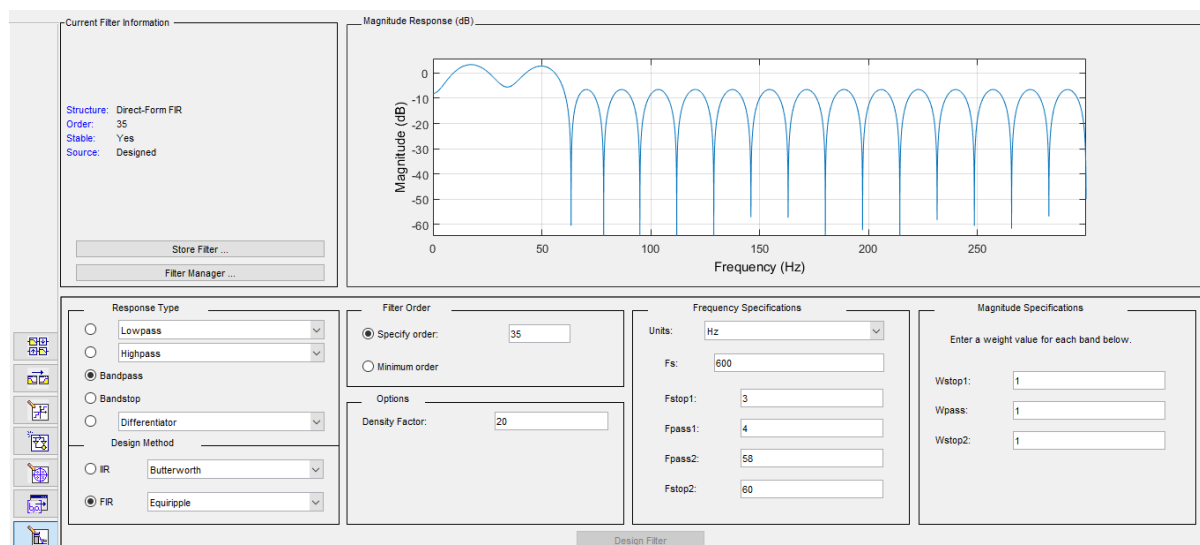 Current Filter Information
Structure: Direct-Form FIR
Order: 35
Stable: Yes
Source: Designed
Store Filter ...
Filter Manager ...
Magnitude Response (dB)
0
-10
-20
-30
-40
-50
-60
Magnitude (dB)
0 50 100 150 200 250
Frequency (Hz)
Response Type
Lowpass
Highpass
Bandpass
Bandstop
Differentiator
Design Method
IIR Butterworth
FIR Equiripple
Filter Order
Specify order: 35
Minimum order
Options
Density Factor: 20
Frequency Specifications
Units: Hz
Fs: 600
Fstop1: 3
Fpass1: 4
Fpass2: 58
Fstop2: 60
Magnitude Specifications
Enter a weight value for each band below.
Wstop1: 1
Wpass: 1
Wstop2: 1
Design Filter